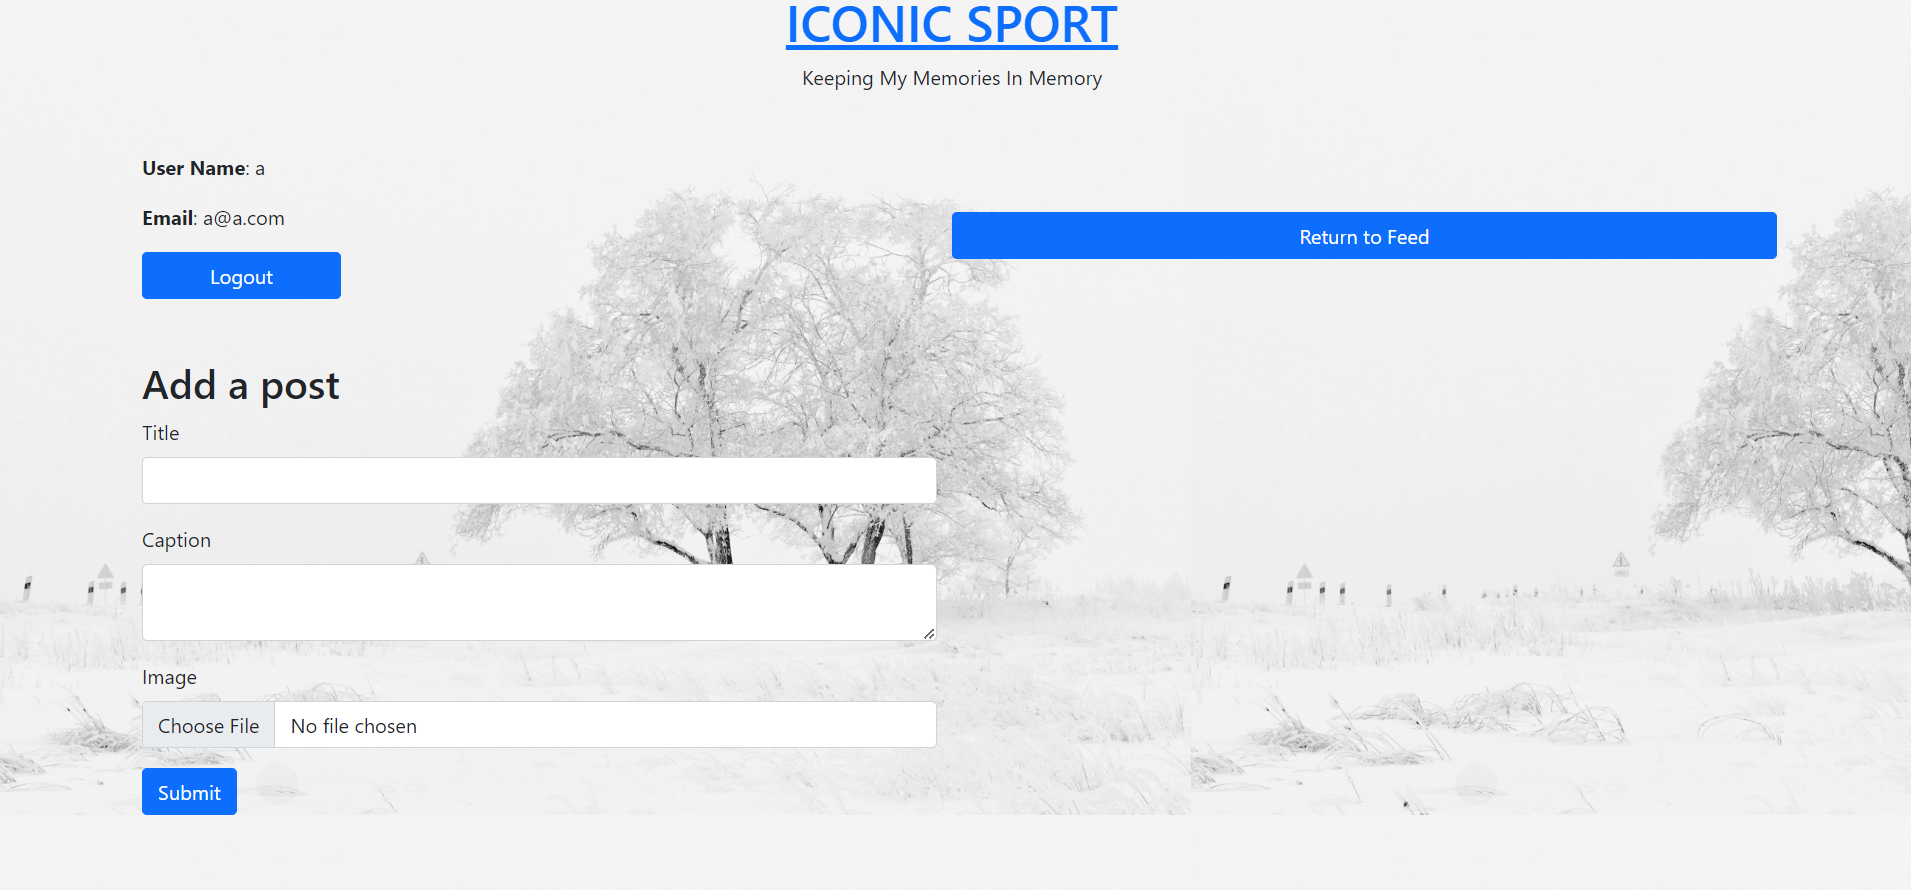 ICONIC SPORT
Keeping My Memories In Memory
User Name: a
Email: a@a.com
Logout
Return to Feed
Add a post
Title
Caption
Image
Choose File No file chosen
Submit